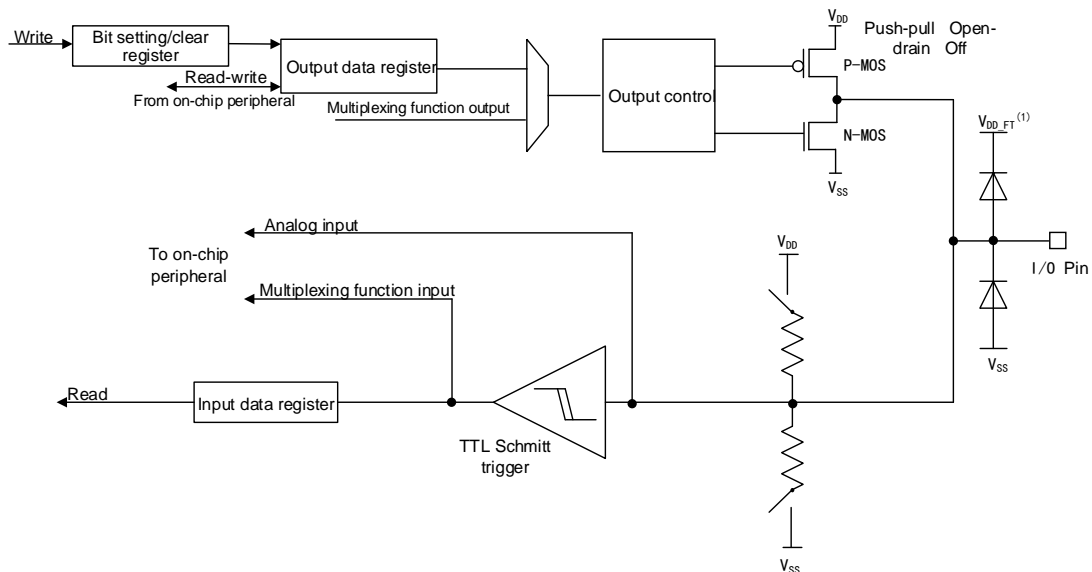 Write
Bit setting/clear
register
Output data register
Read-write
From on-chip peripheral
Multiplexing function output
Output control
VDD
Push-pull Open-
drain Off
P-MOS
N-MOS
VSS
VDD_FT(1)
I/O Pin
VSS
Analog input
To on-chip
peripheral
Multiplexing function input
VDD
Read
Input data register
TTL Schmitt
trigger
VSS